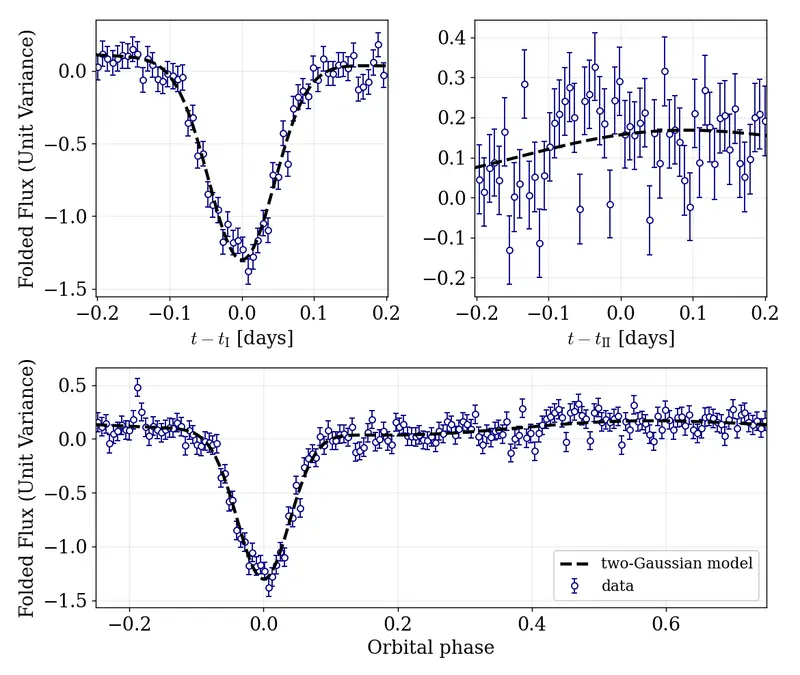 Folded Flux (Unit Variance)
0.0
−0.5
−1.0
−1.5
−0.2 −0.1 0.0 0.1 0.2
t − tI [days]
0.4
0.3
0.2
0.1
0.0
−0.1
−0.2
−0.2 −0.1 0.0 0.1 0.2
t − tII [days]
Folded Flux (Unit Variance)
0.5
0.0
−0.5
−1.0
−1.5
two-Gaussian model
data
−0.2 0.0 0.2 0.4 0.6
Orbital phase